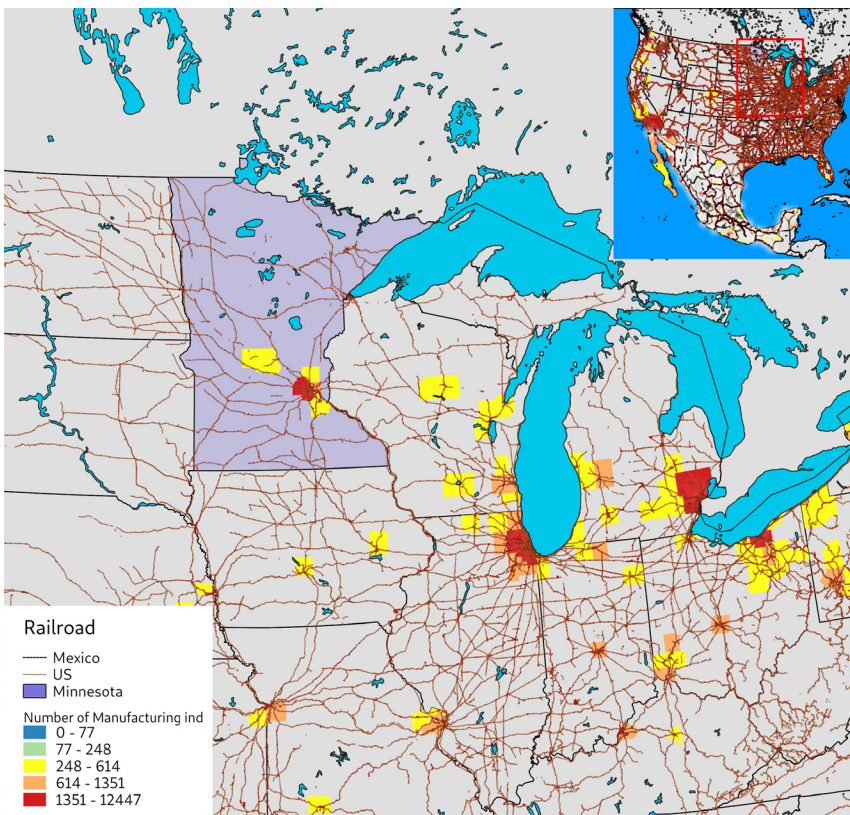 Railroad
Mexico
US
Minnesota
Number of Manufacturing ind
0 - 77
77 - 248
248 - 614
614 - 1351
1351 - 12447